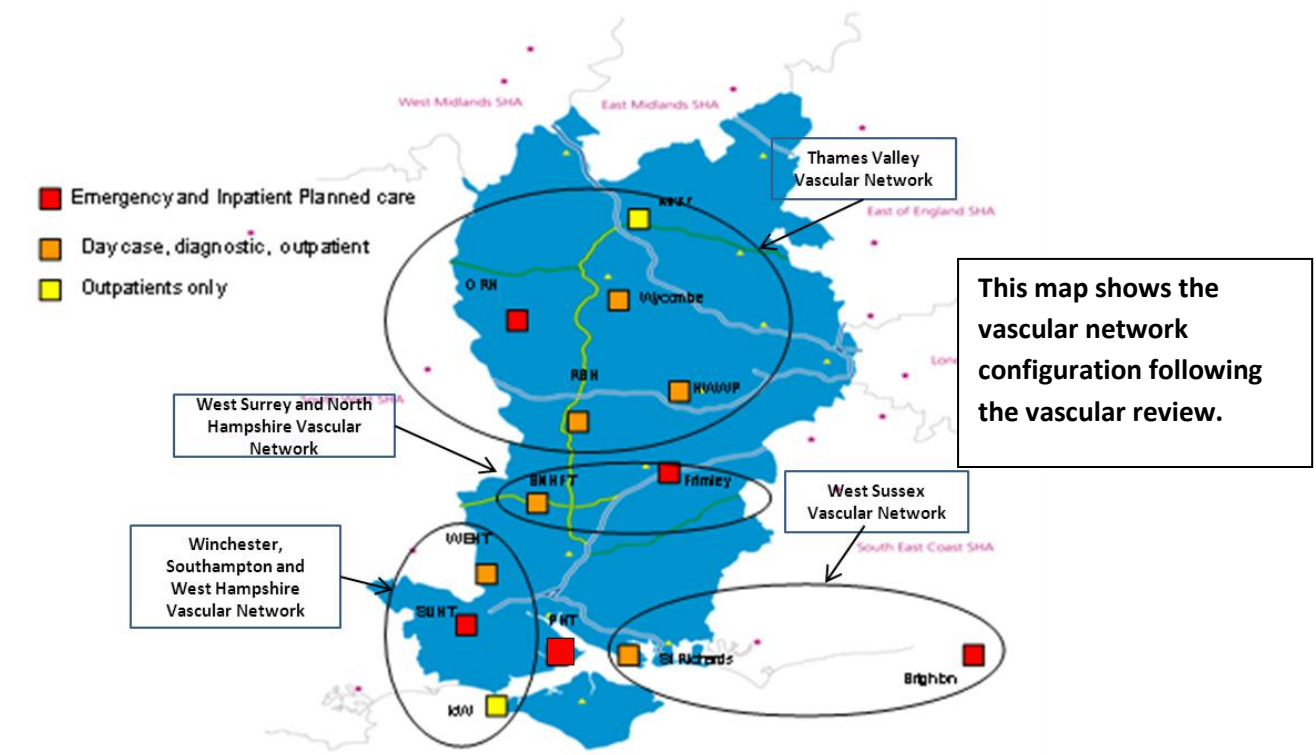 West Midlands SHA
East Midlands SHA
Thames Valley
Vascular Network
East of England SHA
Emergency and Inpatient Planned care
Day case, diagnostic, outpatient
Outpatients only
ORH
Wycombe
This map shows the
vascular network
configuration following
the vascular review.
RBH
HWWP
West Surrey and North
Hampshire Vascular
Network
SHA
BNHFT
Frimley
West Sussex
Vascular Network
South East Coast SHA
WEHT
Winchester,
Southampton and
West Hampshire
Vascular Network
SUHT
PHT
St Richards
Brighton
IoW